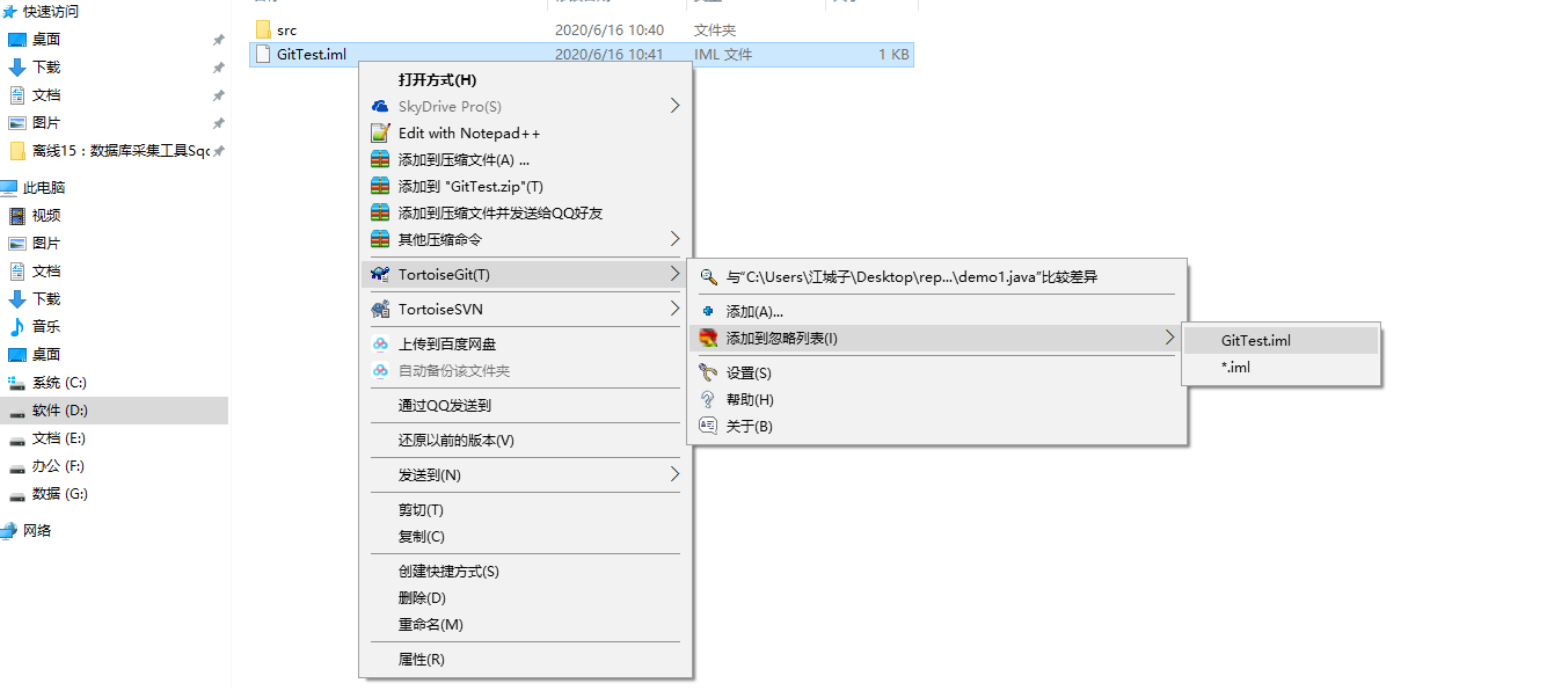 快速访问
桌面
下载
文档
图片
离线15：数据库采集工具Sqc
此电脑
视频
图片
文档
下载
音乐
桌面
系统 (C:)
软件 (D:)
文档 (E:)
办公 (F:)
数据 (G:)
网络
src 2020/6/16 10:40 文件夹
GitTest.iml 2020/6/16 10:41 IML 文件 1 KB
打开方式(H)
SkyDrive Pro(S)
Edit with Notepad++
添加到压缩文件(A) ...
添加到 "GitTest.zip"(T)
添加到压缩文件并发送给QQ好友
其他压缩命令
TortoiseGit(T)
TortoiseSVN
上传到百度网盘
自动备份该文件夹
通过QQ发送到
还原以前的版本(V)
发送到(N)
剪切(T)
复制(C)
创建快捷方式(S)
删除(D)
重命名(M)
属性(R)
与"C:\Users\江城子\Desktop\rep...\demo1.java"比较差异
添加(A)...
添加到忽略列表(I)
设置(S)
帮助(H)
关于(B)
GitTest.iml
*.iml